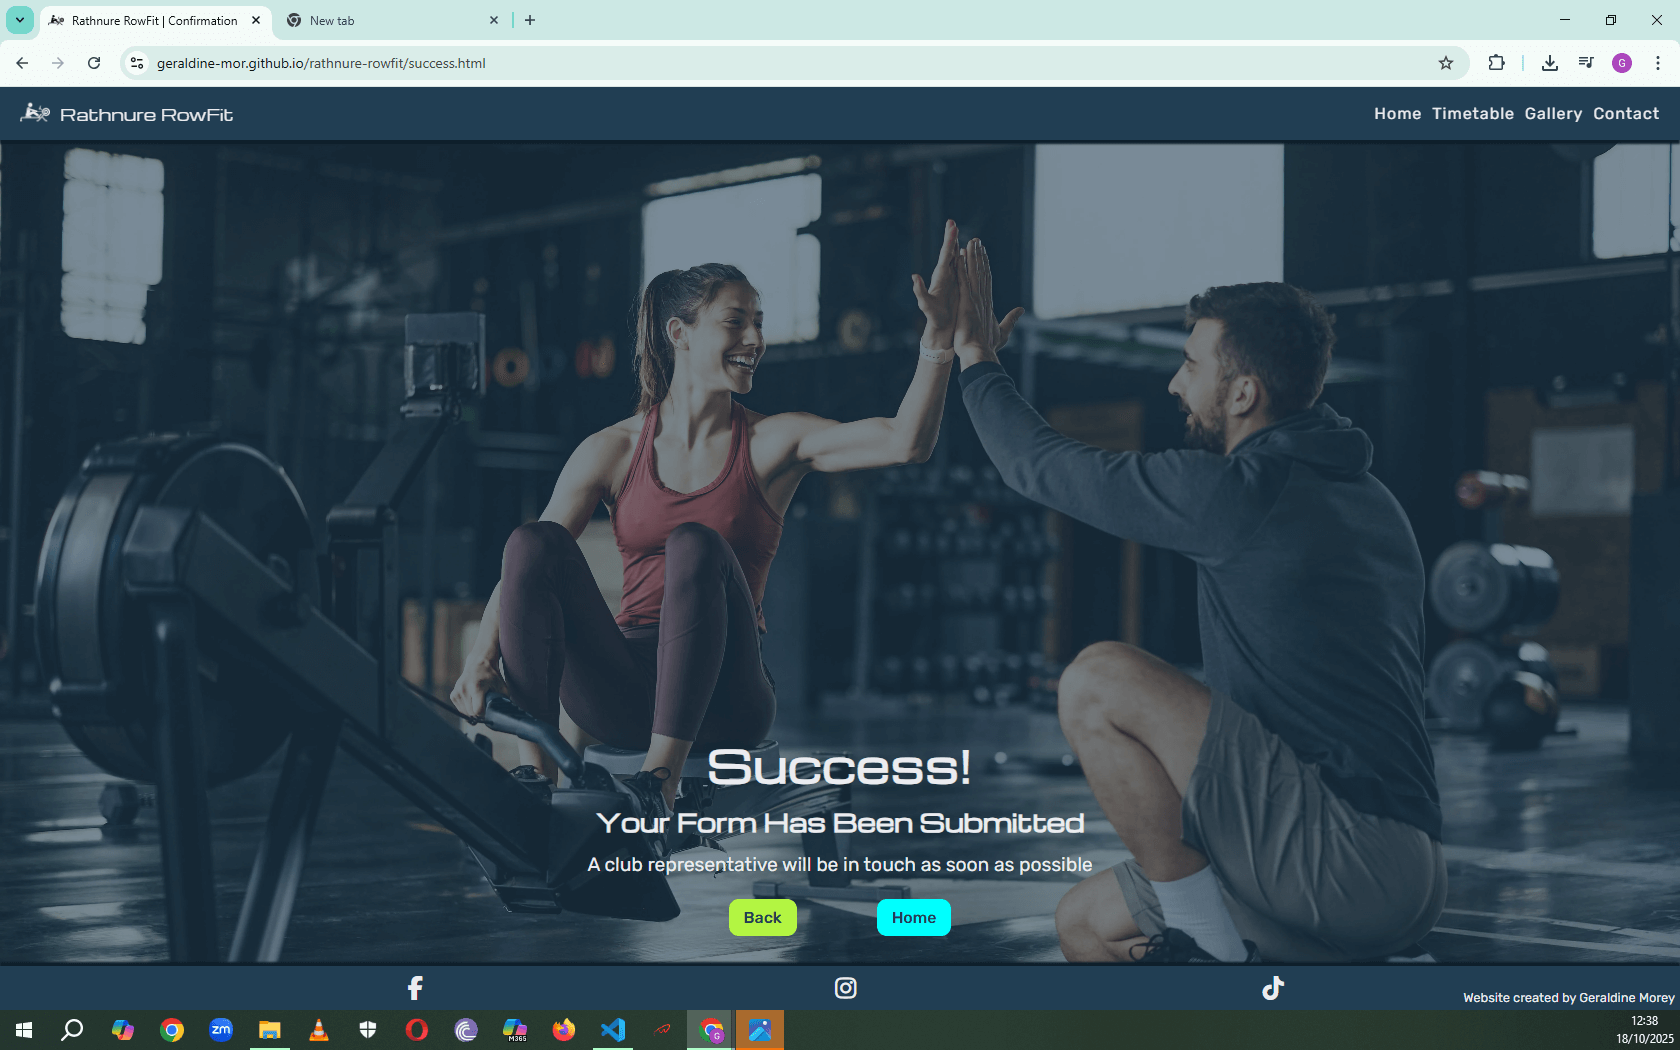 Rathnure RowFit | Confirmation
New tab
geraldine-mor.github.io/rathnure-rowfit/success.html
G
Rathnure RowFit
Home Timetable Gallery Contact
Success!
Your Form Has Been Submitted
A club representative will be in touch as soon as possible
Back
Home
Website created by Geraldine Morey
zm
M365
G
12:38
18/10/2025